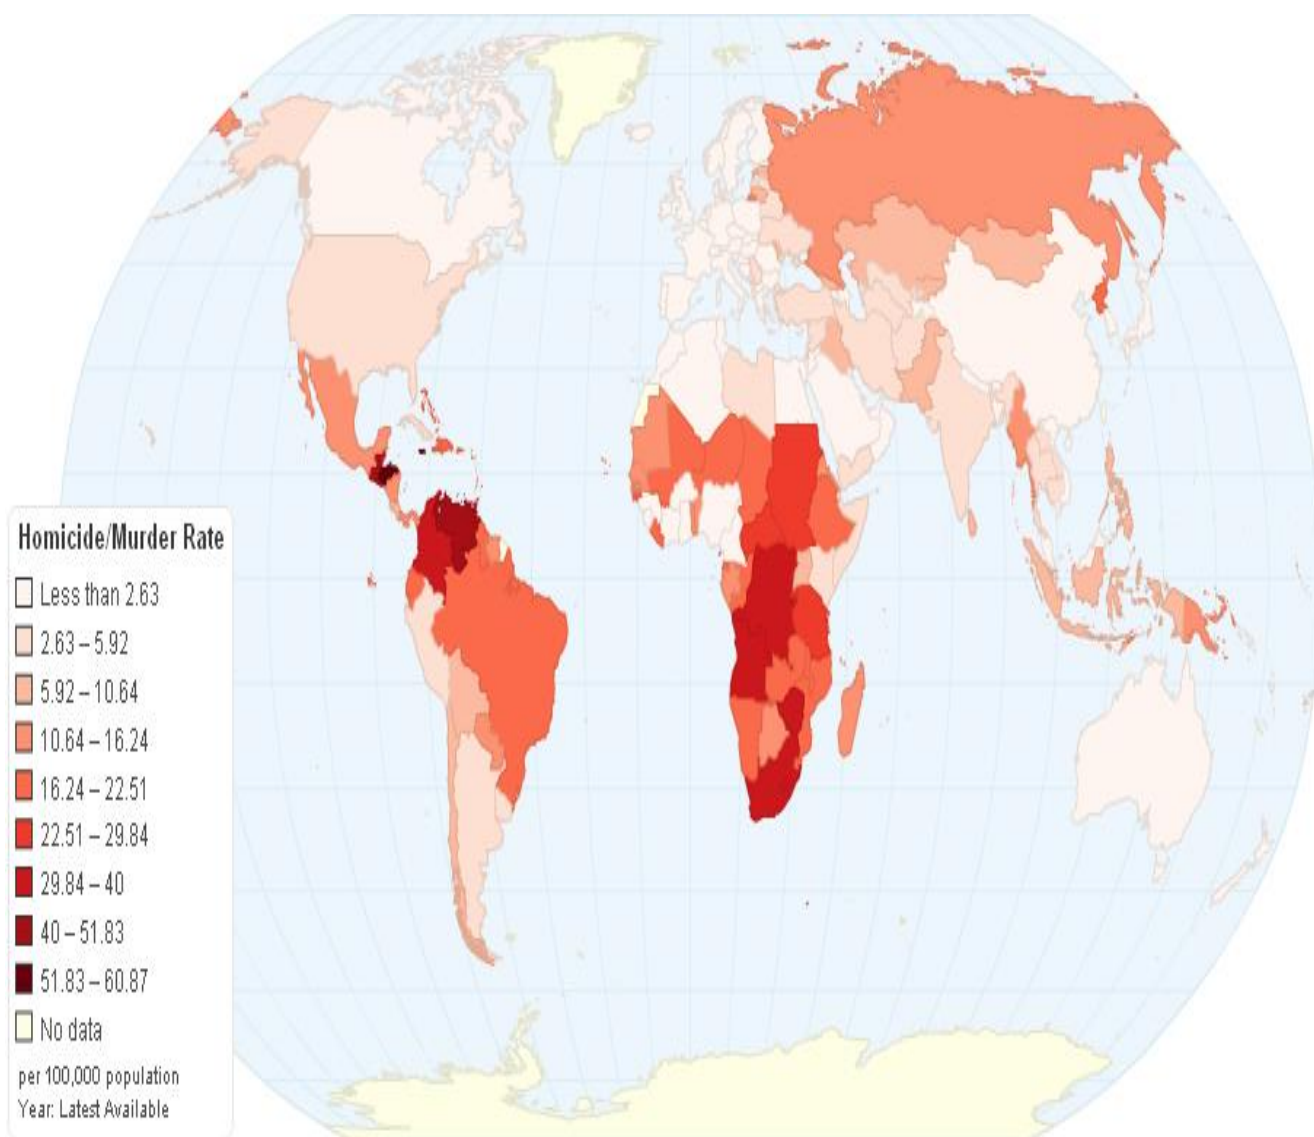 Homicide/Murder Rate
Less than 2.63
2.63 – 5.92
5.92 – 10.64
10.64 – 16.24
16.24 – 22.51
22.51 – 29.84
29.84 – 40
40 – 51.83
51.83 – 60.87
No data
per 100,000 population
Year: Latest Available